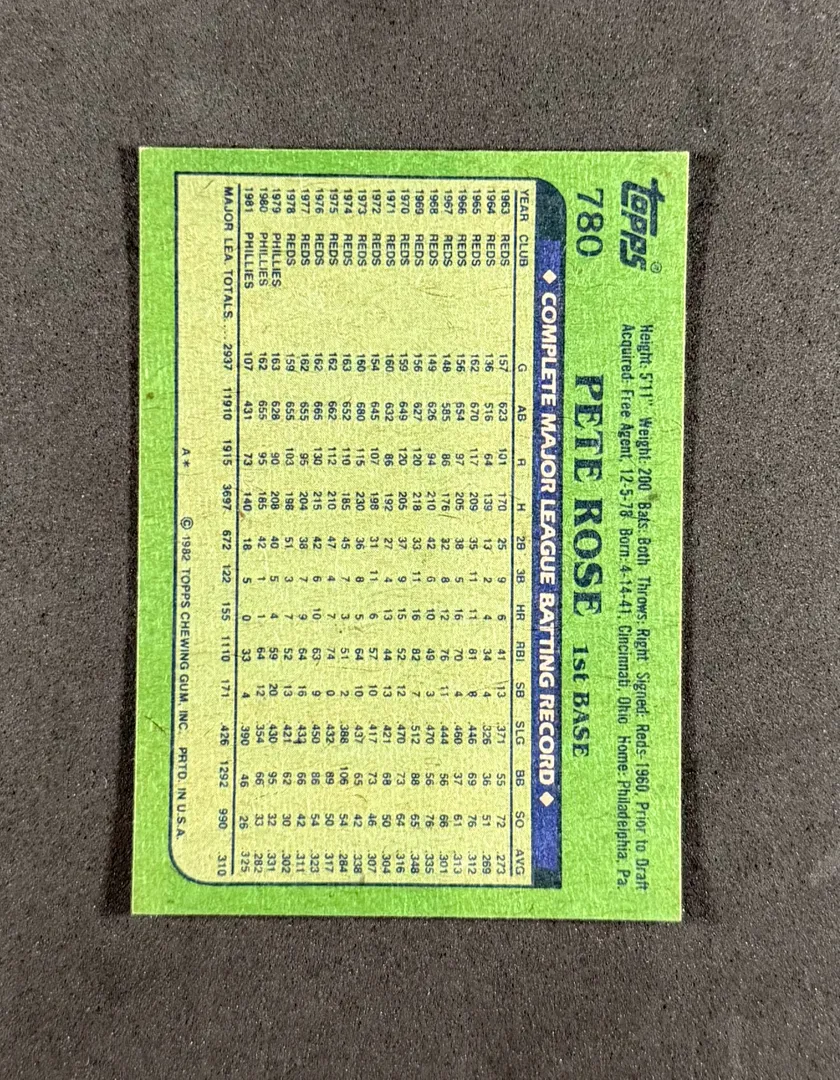 topps®
780
Height: 5'11" Weight: 200 Bats: Both Throws: Right Signed: Reds-1960, Prior to Draft
Acquired: Free Agent, 12-5-78 Born: 4-14-41, Cincinnati, Ohio Home: Philadelphia, Pa.
PETE ROSE 1st BASE
◆ COMPLETE MAJOR LEAGUE BATTING RECORD ◆
YEAR CLUB G AB R H 2B 3B HR RBI SB SLG BB SO AVG
1963 REDS 157 623 101 170 25 9 6 41 13 .371 55 72 .273
1964 REDS 136 516 64 139 13 2 4 34 4 .326 36 51 .269
1965 REDS 162 670 117 209 35 11 11 81 8 .446 69 76 .312
1966 REDS 156 654 97 205 38 5 16 70 4 .460 37 61 .313
1967 REDS 148 585 86 176 32 8 12 76 11 .444 56 66 .301
1968 REDS 149 626 94 210 42 6 10 49 3 .470 56 76 .335
1969 REDS 156 627 120 218 33 11 16 82 7 .512 88 65 .348
1970 REDS 159 649 120 205 37 9 15 52 12 .470 73 64 .316
1971 REDS 160 632 86 192 27 4 13 44 13 .421 68 50 .304
1972 REDS 154 645 107 198 31 11 6 57 10 .417 73 46 .307
1973 REDS 160 680 115 230 36 8 5 64 10 .437 65 42 .338
1974 REDS 163 652 110 185 45 7 3 51 2 .388 106 54 .284
1975 REDS 162 662 112 210 47 4 7 74 0 .432 89 50 .317
1976 REDS 162 665 130 215 42 6 10 63 9 .450 86 54 .323
1977 REDS 162 655 95 204 38 7 9 64 16 .432 66 42 .311
1978 REDS 159 655 103 198 51 3 7 52 13 .421 62 30 .302
1979 PHILLIES 163 628 90 208 40 5 4 59 20 .430 95 32 .331
1980 PHILLIES 162 655 95 185 42 1 1 64 12 .354 66 33 .282
1981 PHILLIES 107 431 73 140 18 5 0 33 4 .390 46 26 .325
MAJOR LEA. TOTALS.... 2937 11910 1915 3697 672 122 155 1110 171 .426 1292 990 .310
A* © 1982 TOPPS CHEWING GUM, INC. PRTD. IN U.S.A.